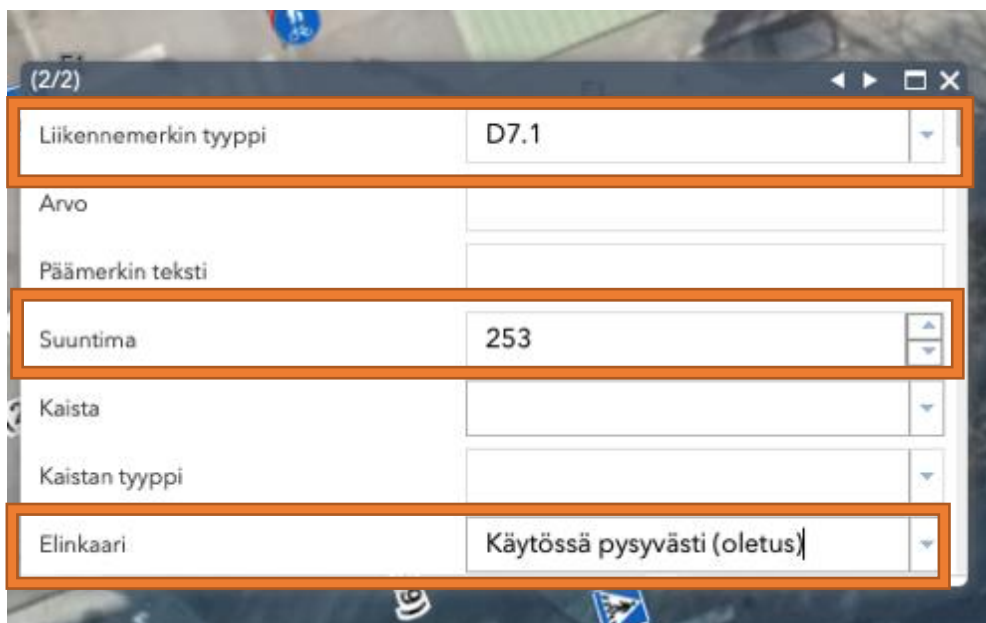 (2/2)
Liikennemerkin tyyppi D7.1
Arvo
Päämerkin teksti
Suuntima 253
Kaista
Kaistan tyyppi
Elinkaari Käytössä pysyvästi (oletus)